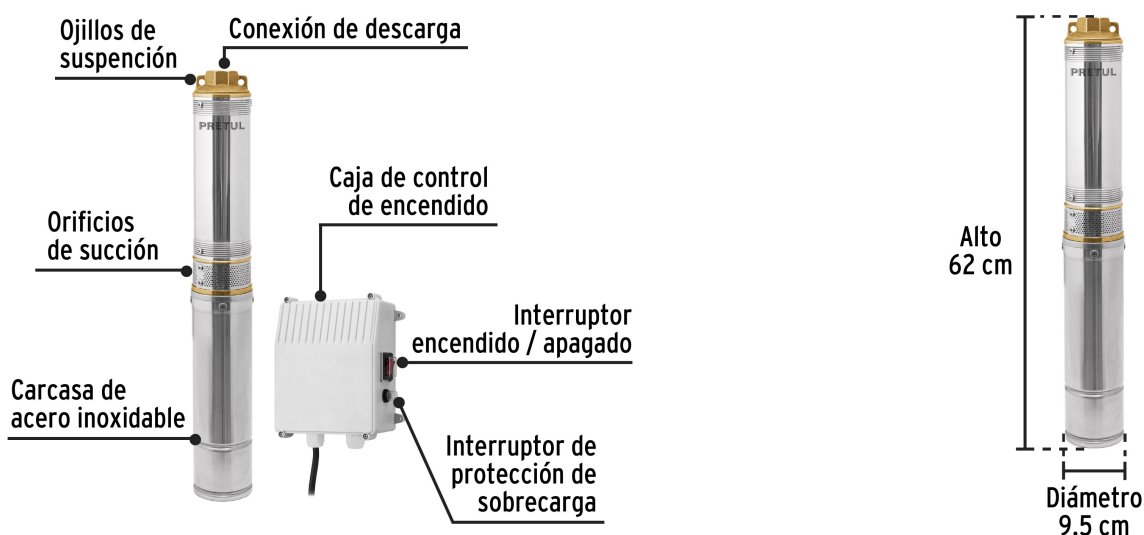 Ojillos de
suspención
Conexión de descarga
PRETUL
Orificios
de succión
Caja de control
de encendido
Interruptor
encendido / apagado
Carcasa de
acero inoxidable
Interruptor de
protección de
sobrecarga
PRETUL
Alto
62 cm
Diámetro
9.5 cm